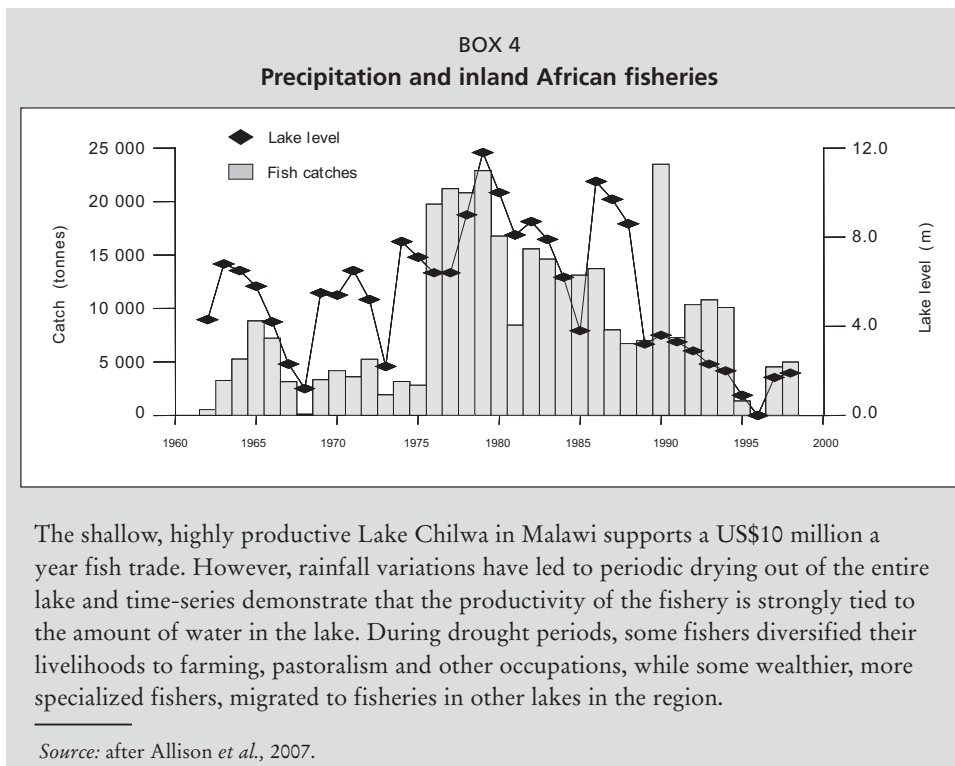 BOX 4
Precipitation and inland African fisheries
Lake level
Fish catches
25 000
20 000
15 000
10 000
5 000
0
Catch (tonnes)
12.0
8.0
4.0
0.0
Lake level (m)
1960 1965 1970 1975 1980 1985 1990 1995 2000
The shallow, highly productive Lake Chilwa in Malawi supports a US$10 million a
year fish trade. However, rainfall variations have led to periodic drying out of the entire
lake and time-series demonstrate that the productivity of the fishery is strongly tied to
the amount of water in the lake. During drought periods, some fishers diversified their
livelihoods to farming, pastoralism and other occupations, while some wealthier, more
specialized fishers, migrated to fisheries in other lakes in the region.
Source: after Allison et al., 2007.